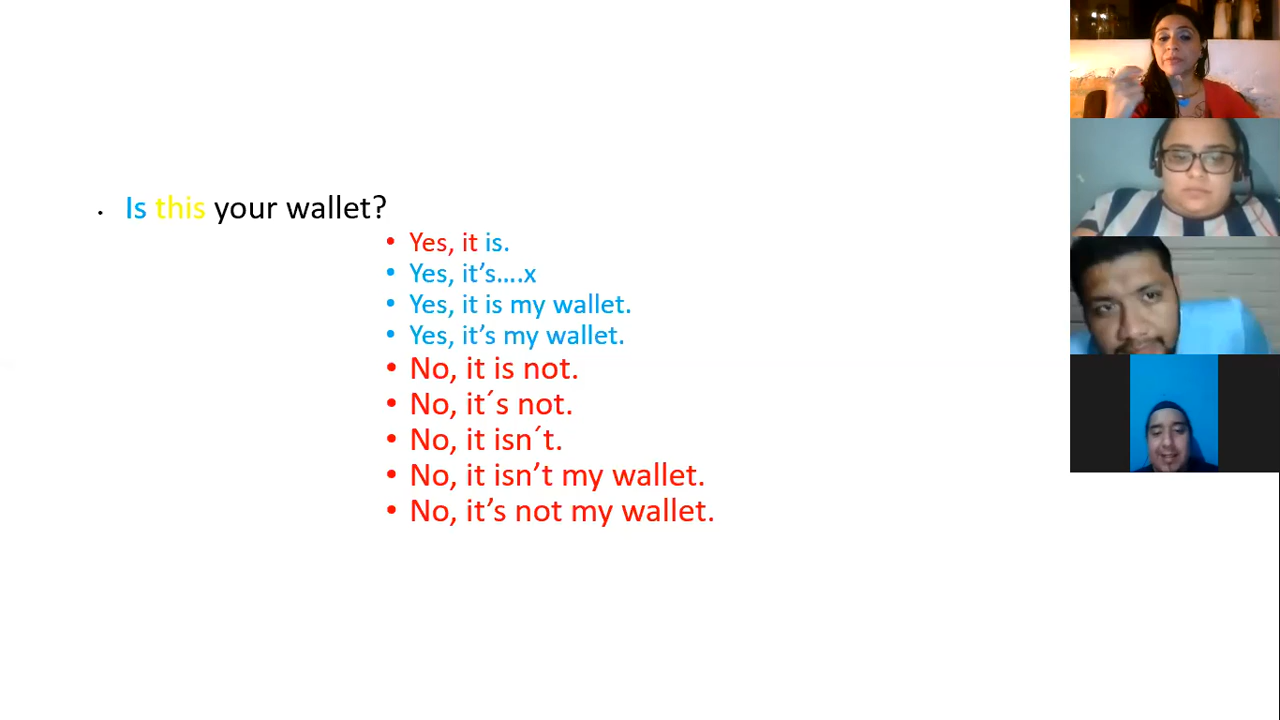 • Is this your wallet?
• Yes, it is.
• Yes, it’s....x
• Yes, it is my wallet.
• Yes, it’s my wallet.
• No, it is not.
• No, it´s not.
• No, it isn´t.
• No, it isn’t my wallet.
• No, it’s not my wallet.